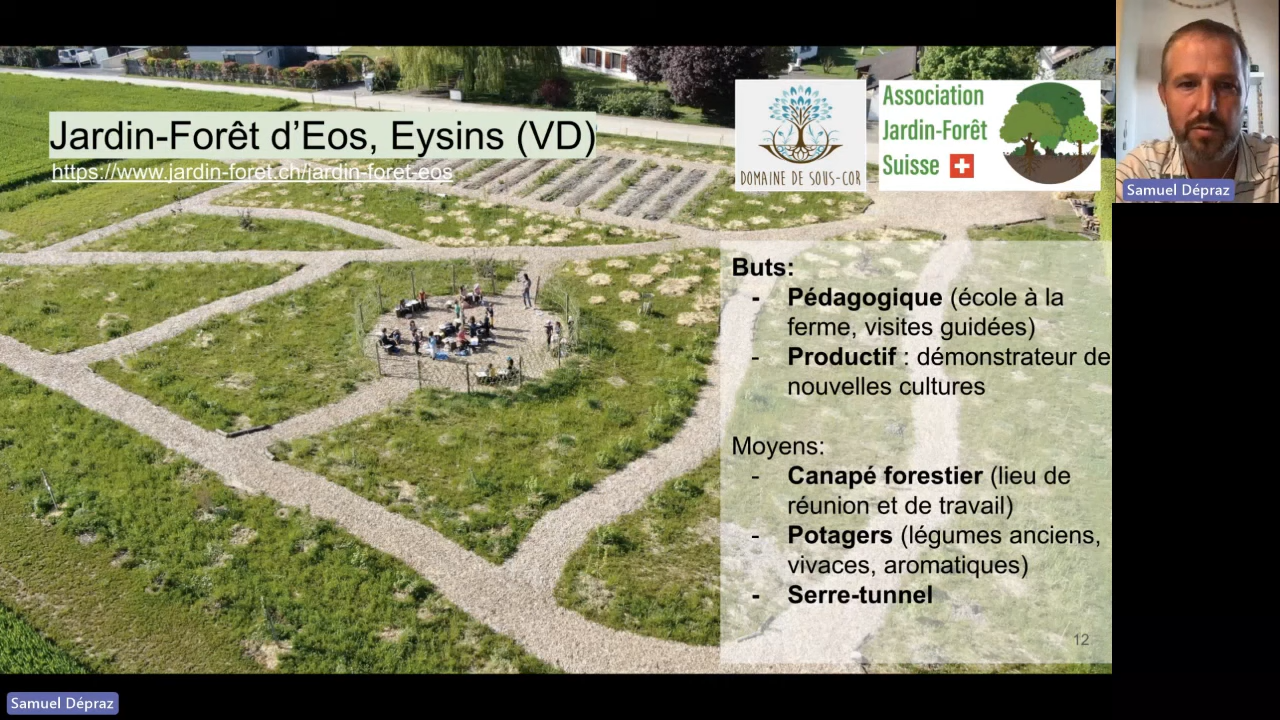 Jardin-Forêt d’Eos, Eysins (VD)
https://www.jardin-foret.ch/jardin-foret-eos
DOMAINE DE SOUS-COR
Association
Jardin-Forêt
Suisse
Samuel Dépraz
Buts:
- Pédagogique (école à la
ferme, visites guidées)
- Productif : démonstrateur de
nouvelles cultures
Moyens:
- Canapé forestier (lieu de
réunion et de travail)
- Potagers (légumes anciens,
vivaces, aromatiques)
- Serre-tunnel
12
Samuel Dépraz